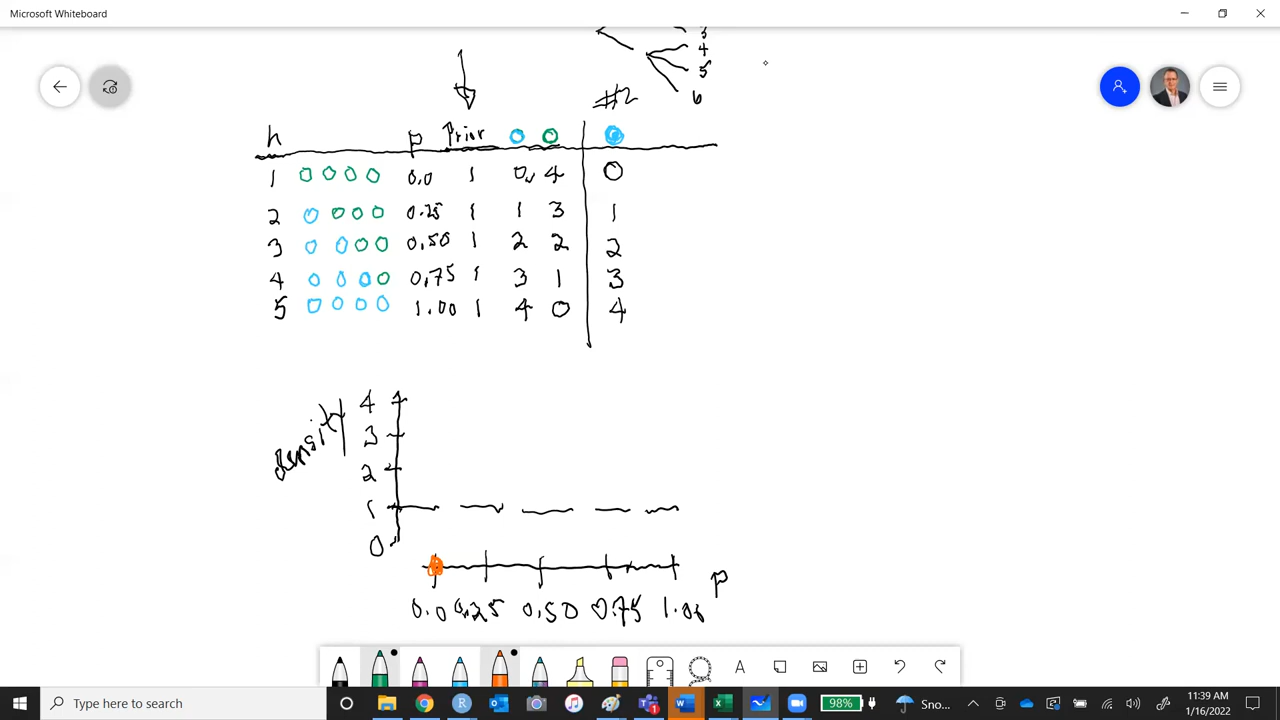 Microsoft Whiteboard
3
4
5
6
#2
h p Prior
1 0.0 1 0, 4 0
2 0.25 1 1 3 1
3 0.50 1 2 2 2
4 0.75 1 3 1 3
5 1.00 1 4 0 4
density
4
3
2
1
0
0.0 0.25 0.50 0.75 1.00 P
A
Type here to search
98%
Sno...
11:39 AM
1/16/2022